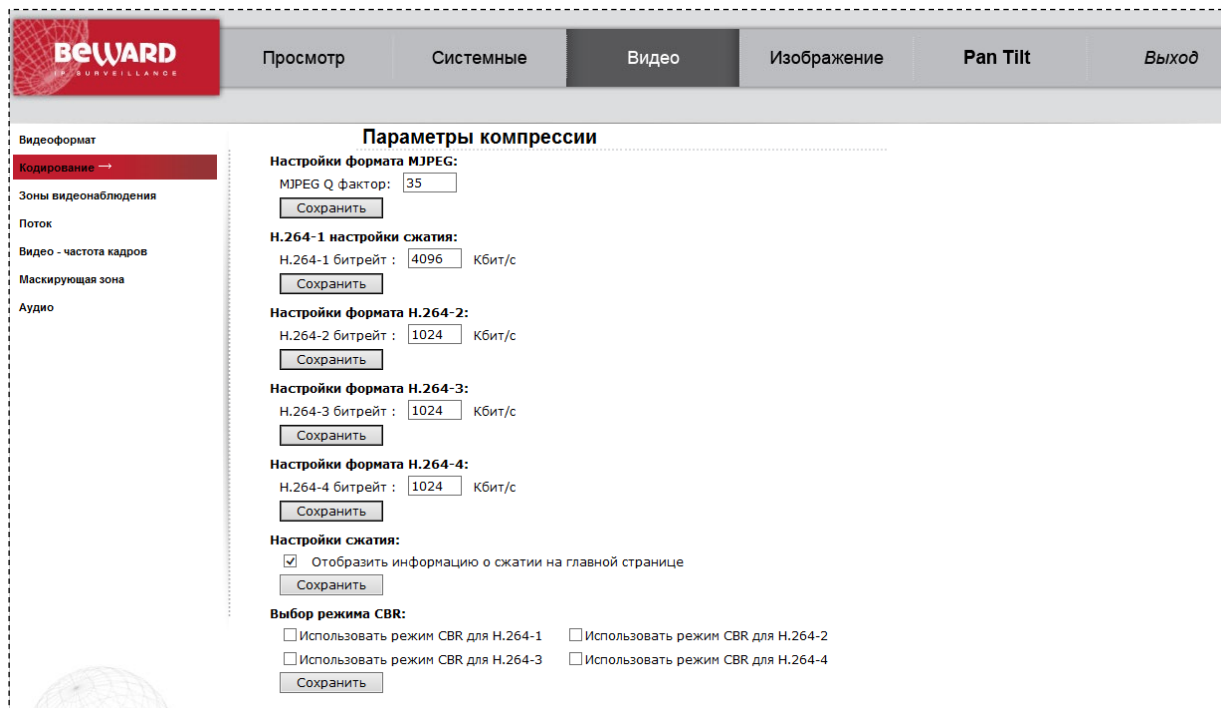 BEWARD
IP SURVEILLANCE
Просмотр Системные Видео Изображение Pan Tilt Выход
Видеоформат
Кодирование →
Зоны видеонаблюдения
Поток
Видео - частота кадров
Маскирующая зона
Аудио
Параметры компрессии
Настройки формата MJPEG:
MJPEG Q фактор: 35
Сохранить
H.264-1 настройки сжатия:
H.264-1 битрейт : 4096 Кбит/с
Сохранить
Настройки формата H.264-2:
H.264-2 битрейт : 1024 Кбит/с
Сохранить
Настройки формата H.264-3:
H.264-3 битрейт : 1024 Кбит/с
Сохранить
Настройки формата H.264-4:
H.264-4 битрейт : 1024 Кбит/с
Сохранить
Настройки сжатия:
Отобразить информацию о сжатии на главной странице
Сохранить
Выбор режима CBR:
Использовать режим CBR для H.264-1 Использовать режим CBR для H.264-2
Использовать режим CBR для H.264-3 Использовать режим CBR для H.264-4
Сохранить